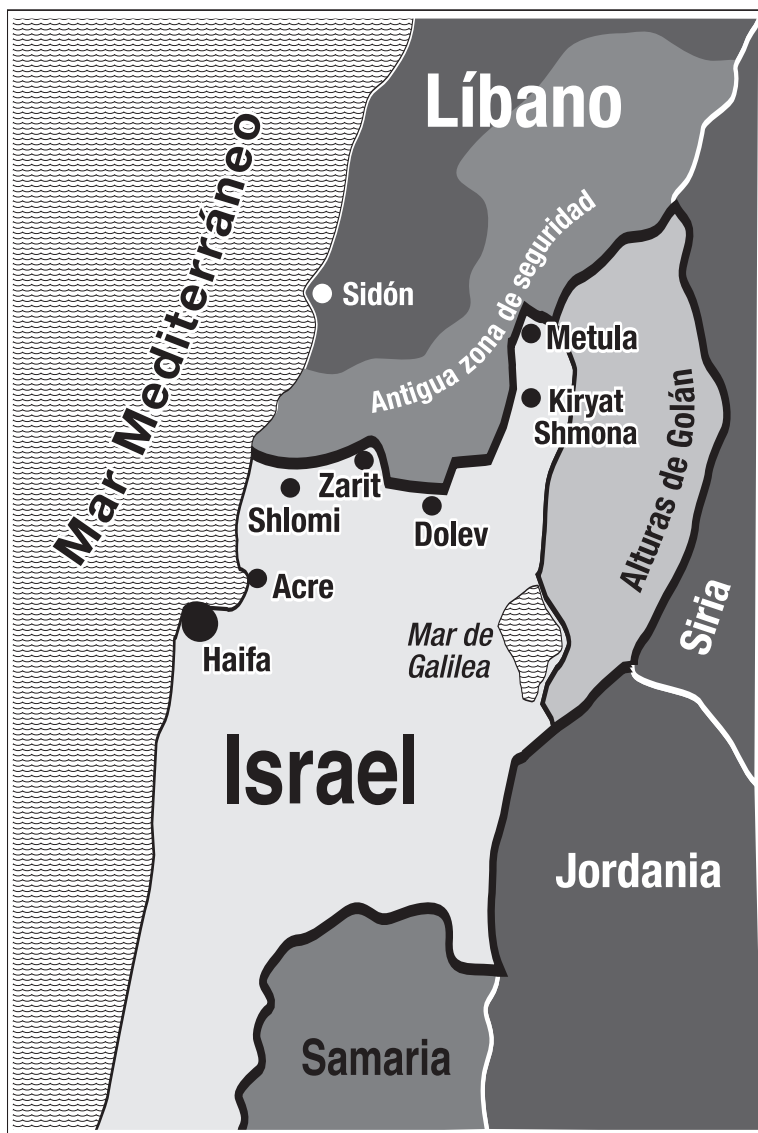 Líbano
Mar Mediterráneo
Antigua zona de seguridad
Sidón
Metula
Kiryat
Shmona
Zarit
Shlomi
Dolev
Alturas de Golán
Acre
Siria
Mar de
Galilea
Haifa
Israel
Jordania
Samaria